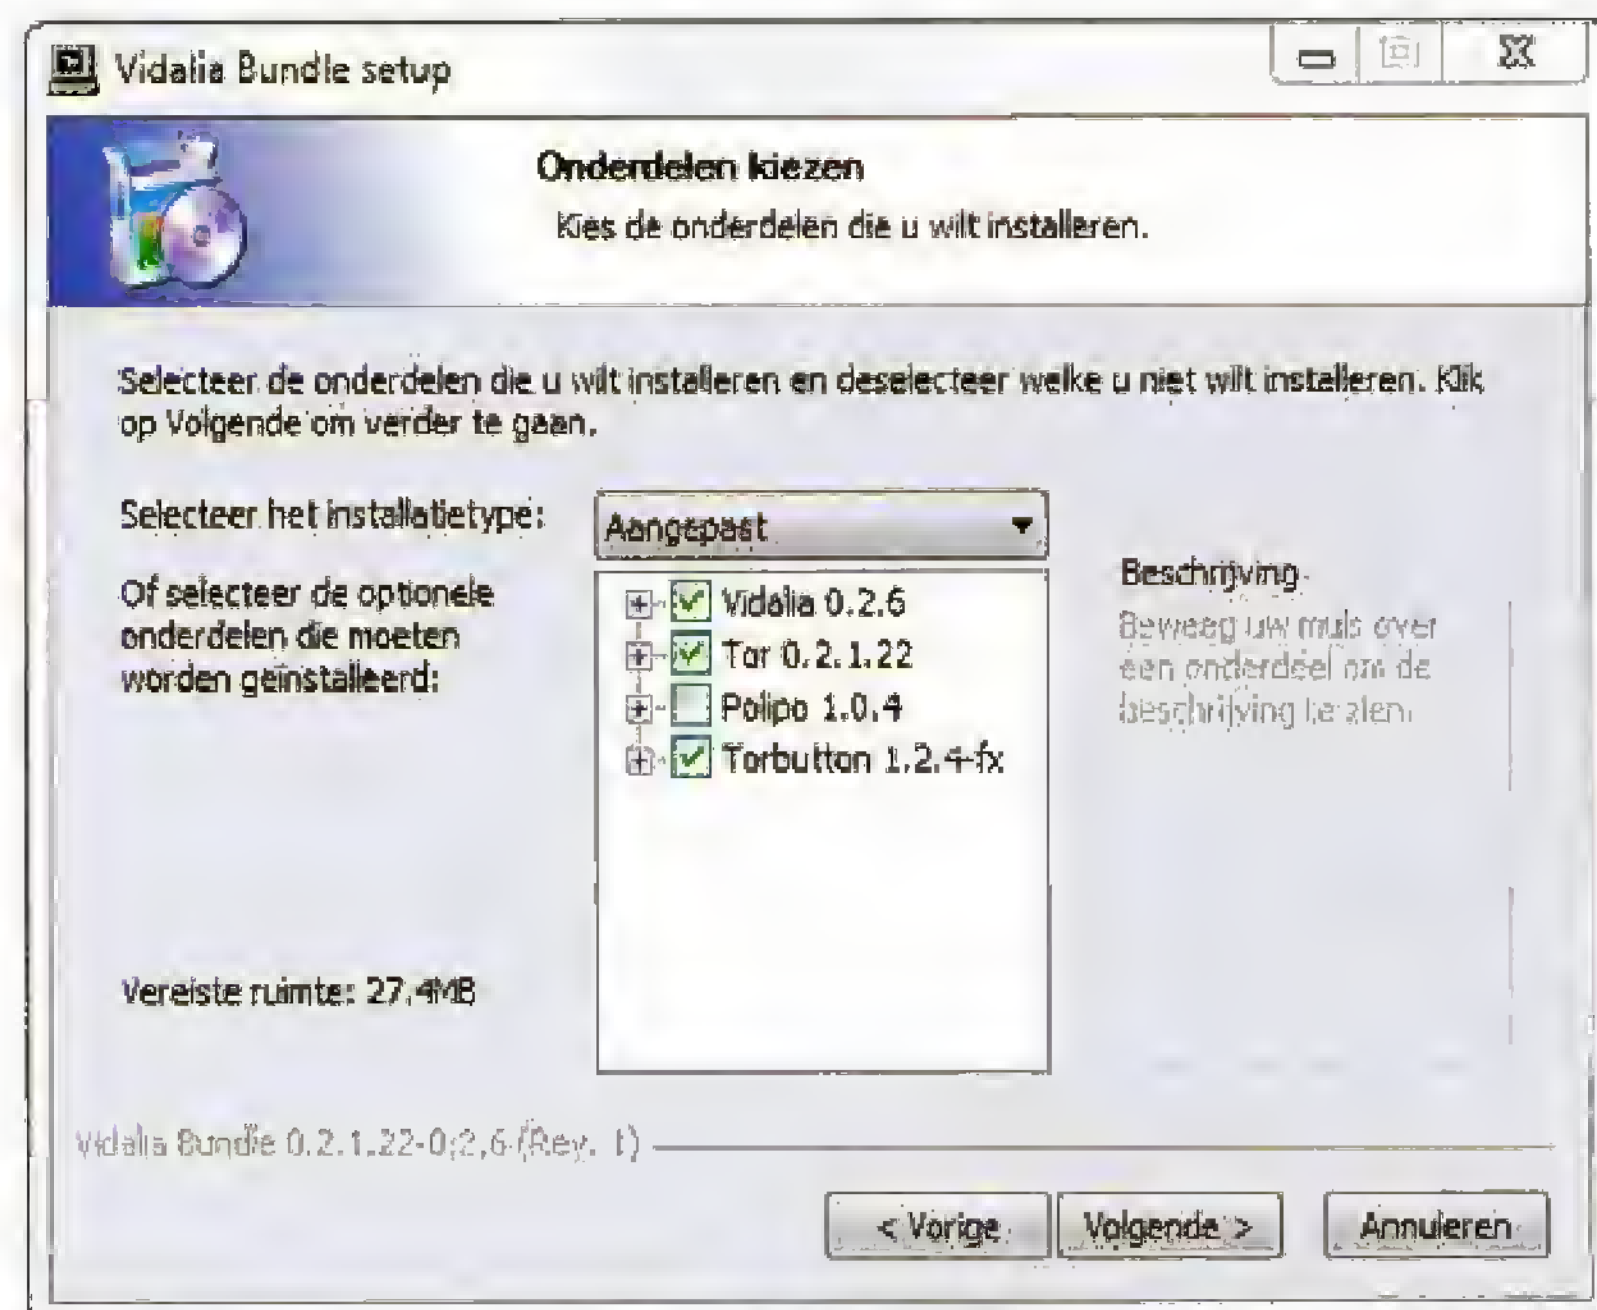 Vidalia Bundle setup
Onderdelen kiezen
Kies de onderdelen die u wilt installeren.
Selecteer de onderdelen die u wilt installeren en deselecteer welke u niet wilt installeren. Klik
op Volgende om verder te gaan.
Selecteer het installatietype:
Aangepast
Of selecteer de optionele
onderdelen die moeten
worden geïnstalleerd:
Vidalia 0.2.6
Tor 0.2.1.22
Polipo 1.0.4
Torbutton 1.2.4-fx
Beschrijving
Beweeg uw muis over
een onderdeel om de
beschrijving te zien.
Vereiste ruimte: 27.4MB
Vidalia Bundle 0.2.1.22-0.2.6 (Rev. 1)
< Vorige
Volgende >
Annuleren